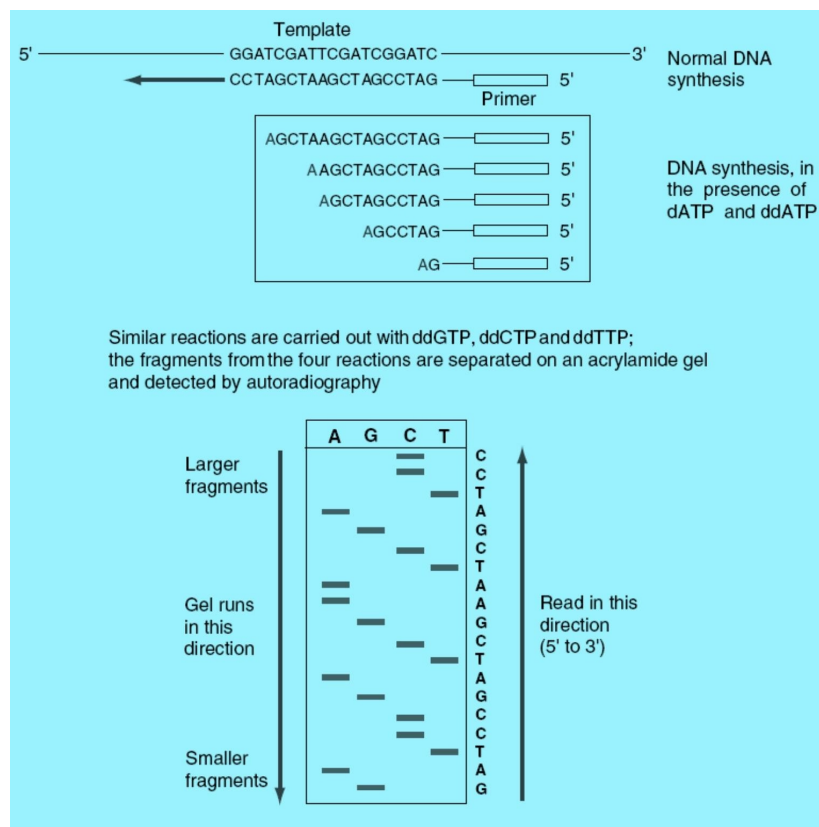 Template
5' GGATCGATTCGATCGGATC 3'
Normal DNA
synthesis
CCTAGCTAAGCTAGCCTAG 5'
Primer
AGCTAAGCTAGCCTAG 5'
AAGCTAGCCTAG 5'
AGCTAGCCTAG 5'
AGCCTAG 5'
AG 5'
DNA synthesis, in
the presence of
dATP and ddATP
Similar reactions are carried out with ddGTP, ddCTP and ddTTP;
the fragments from the four reactions are separated on an acrylamide gel
and detected by autoradiography
A G C T
Larger
fragments
Gel runs
in this
direction
Smaller
fragments
C
C
T
A
G
C
T
A
A
G
C
T
A
G
C
C
T
A
G
Read in this
direction
(5' to 3')